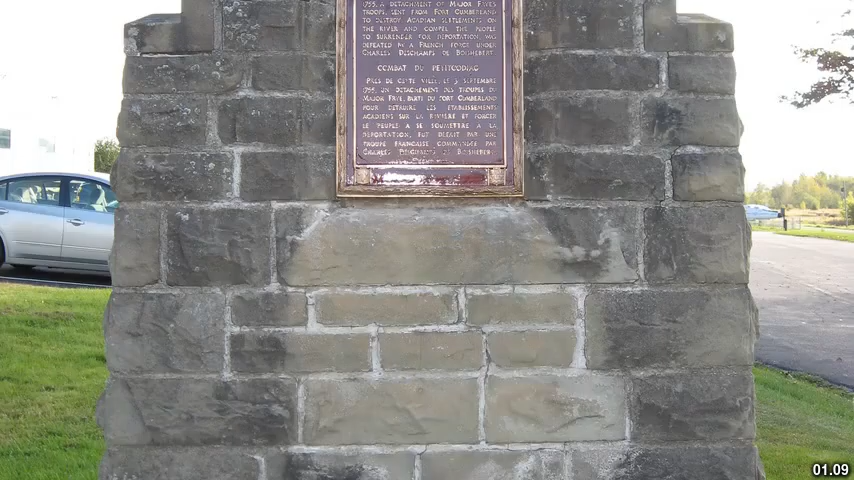 1755, A DETACHMENT OF MAJOR FRYE'S
TROOPS, SENT FROM FORT CUMBERLAND
TO DESTROY ACADIAN SETTLEMENTS ON
THE RIVER AND COMPEL THE PEOPLE
TO SURRENDER FOR DEPORTATION, WAS
DEFEATED BY A FRENCH FORCE UNDER
CHARLES DESCHAMPS DE BOISHEBERT.
COMBAT DU PETITCODIAC
PRÈS DE CETTE VILLE, LE 3 SEPTEMBRE
1755, UN DÉTACHEMENT DES TROUPES DU
MAJOR FRYE, PARTI DU FORT CUMBERLAND
POUR DÉTRUIRE LES ÉTABLISSEMENTS
ACADIENS SUR LA RIVIÈRE ET FORCER
LE PEUPLE À SE SOUMETTRE À LA
DÉPORTATION, FUT DÉFAIT PAR UNE
TROUPE FRANÇAISE COMMANDÉE PAR
CHARLES DESCHAMPS DE BOISHEBERT
01.09